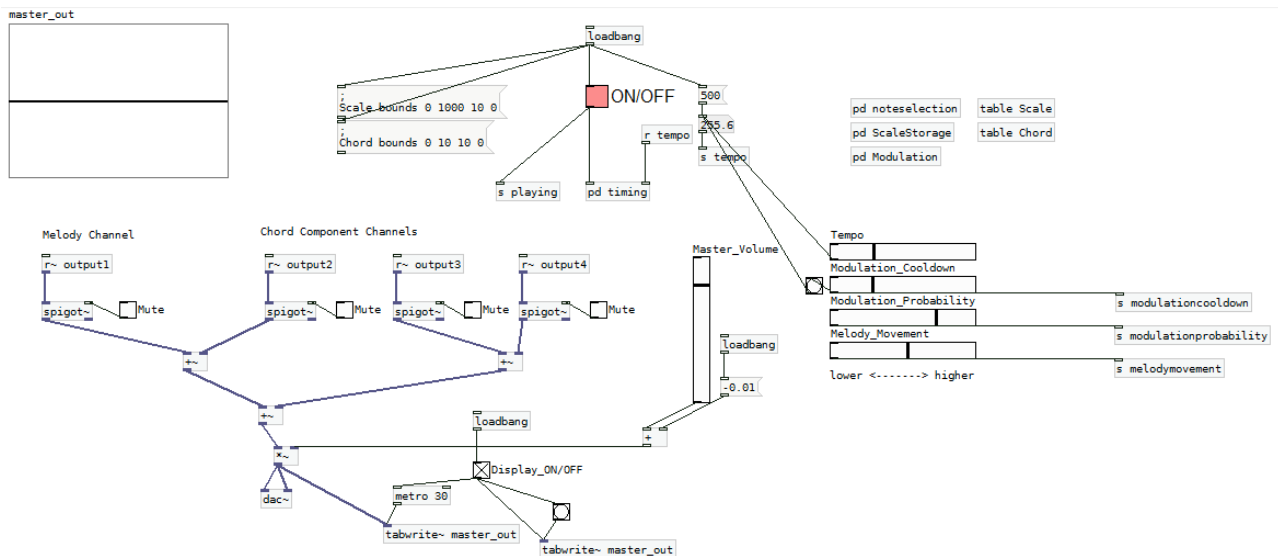 master_out
loadbang
;
Scale bounds 0 1000 10 0
ON/OFF
500
;
Chord bounds 0 10 10 0
r tempo
255.6
s tempo
pd noteselection
table Scale
pd ScaleStorage
table Chord
pd Modulation
s playing
pd timing
Melody Channel
Chord Component Channels
r~ output1
r~ output2
r~ output3
r~ output4
spigot~
Mute
spigot~
Mute
spigot~
Mute
spigot~
Mute
+~
+~
+~
*~
dac~
Master_Volume
loadbang
-0.01
+
Tempo
Modulation_Cooldown
s modulationcooldown
Modulation_Probability
s modulationprobability
Melody_Movement
s melodymovement
lower <-------> higher
loadbang
Display_ON/OFF
metro 30
tabwrite~ master_out
tabwrite~ master_out